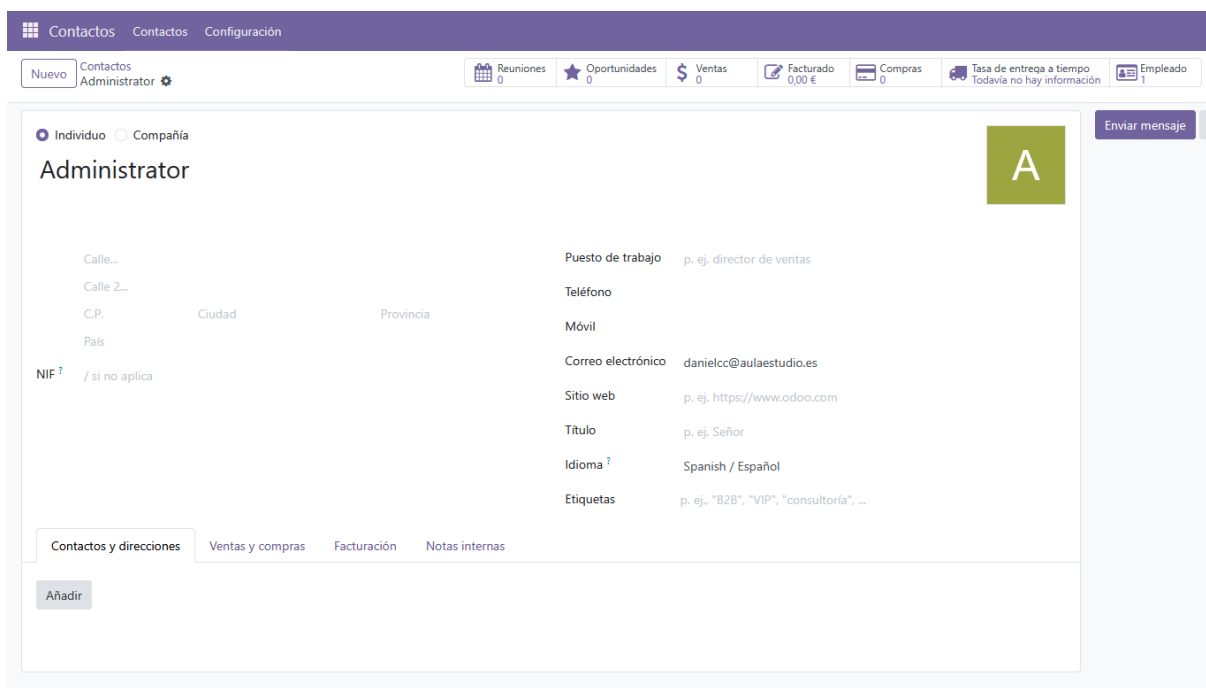 Contactos Contactos Configuración
Nuevo
Contactos
Administrator
Reuniones
0
Oportunidades
0
Ventas
0
Facturado
0,00 €
Compras
0
Tasa de entrega a tiempo
Todavía no hay información
Empleado
1
Enviar mensaje
Individuo Compañía
Administrator
A
Calle...
Calle 2...
C.P. Ciudad Provincia
País
NIF ? / si no aplica
Puesto de trabajo p. ej. director de ventas
Teléfono
Móvil
Correo electrónico danielcc@aulaestudio.es
Sitio web p. ej. https://www.odoo.com
Título p. ej. Señor
Idioma ? Spanish / Español
Etiquetas p. ej., "B2B", "VIP", "consultoría", ...
Contactos y direcciones Ventas y compras Facturación Notas internas
Añadir